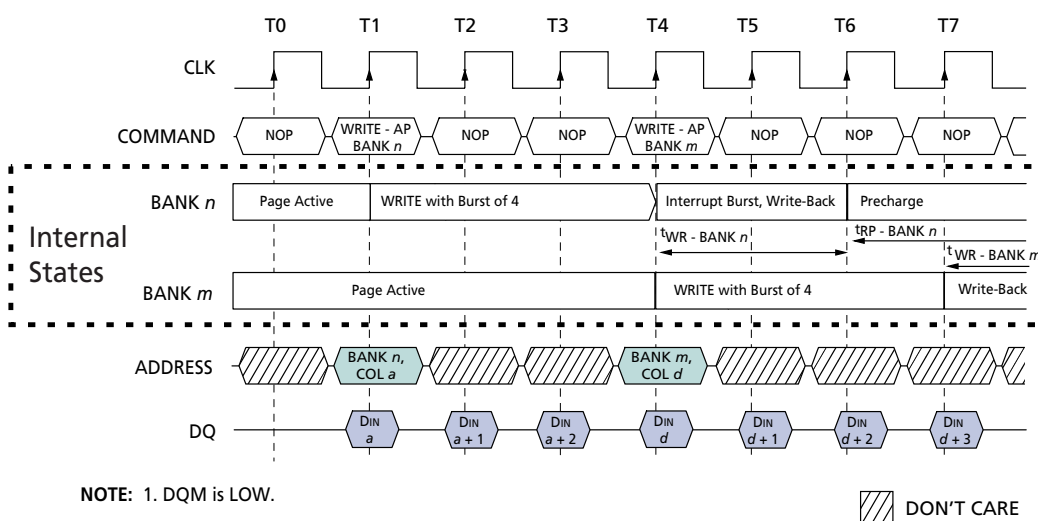 T0 T1 T2 T3 T4 T5 T6 T7
CLK
COMMAND NOP WRITE - AP BANK n NOP NOP WRITE - AP BANK m NOP NOP NOP
BANK n Page Active WRITE with Burst of 4 Interrupt Burst, Write-Back Precharge
Internal States
tWR - BANK n tRP - BANK n
tWR - BANK m
BANK m Page Active WRITE with Burst of 4 Write-Back
ADDRESS BANK n, COL a BANK m, COL d
DQ DIN a DIN a + 1 DIN a + 2 DIN d DIN d + 1 DIN d + 2 DIN d + 3
NOTE: 1. DQM is LOW.
DON'T CARE